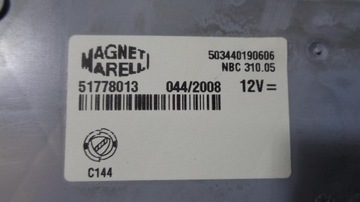 MAGNETI MARELLI
503440190606
NBC 310.05
51778013 044/2008 12V=
C144